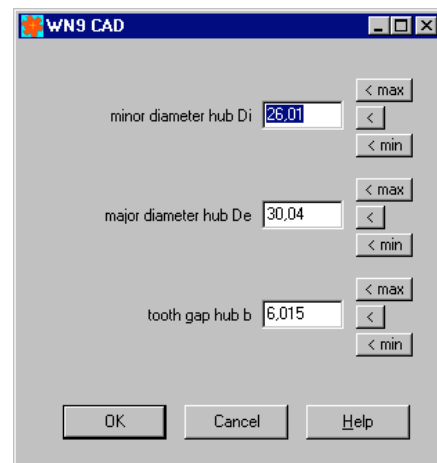 WN9 CAD
< max
minor diameter hub Di 26,01 <
< min
< max
major diameter hub De 30,04 <
< min
< max
tooth gap hub b 6,015 <
< min
OK Cancel Help